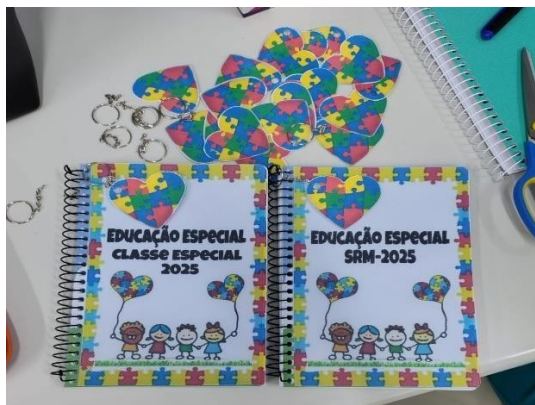 EDUCAÇÃO ESPECIAL
CLASSE ESPECIAL
2025
EDUCAÇÃO ESPECIAL
SRM-2025